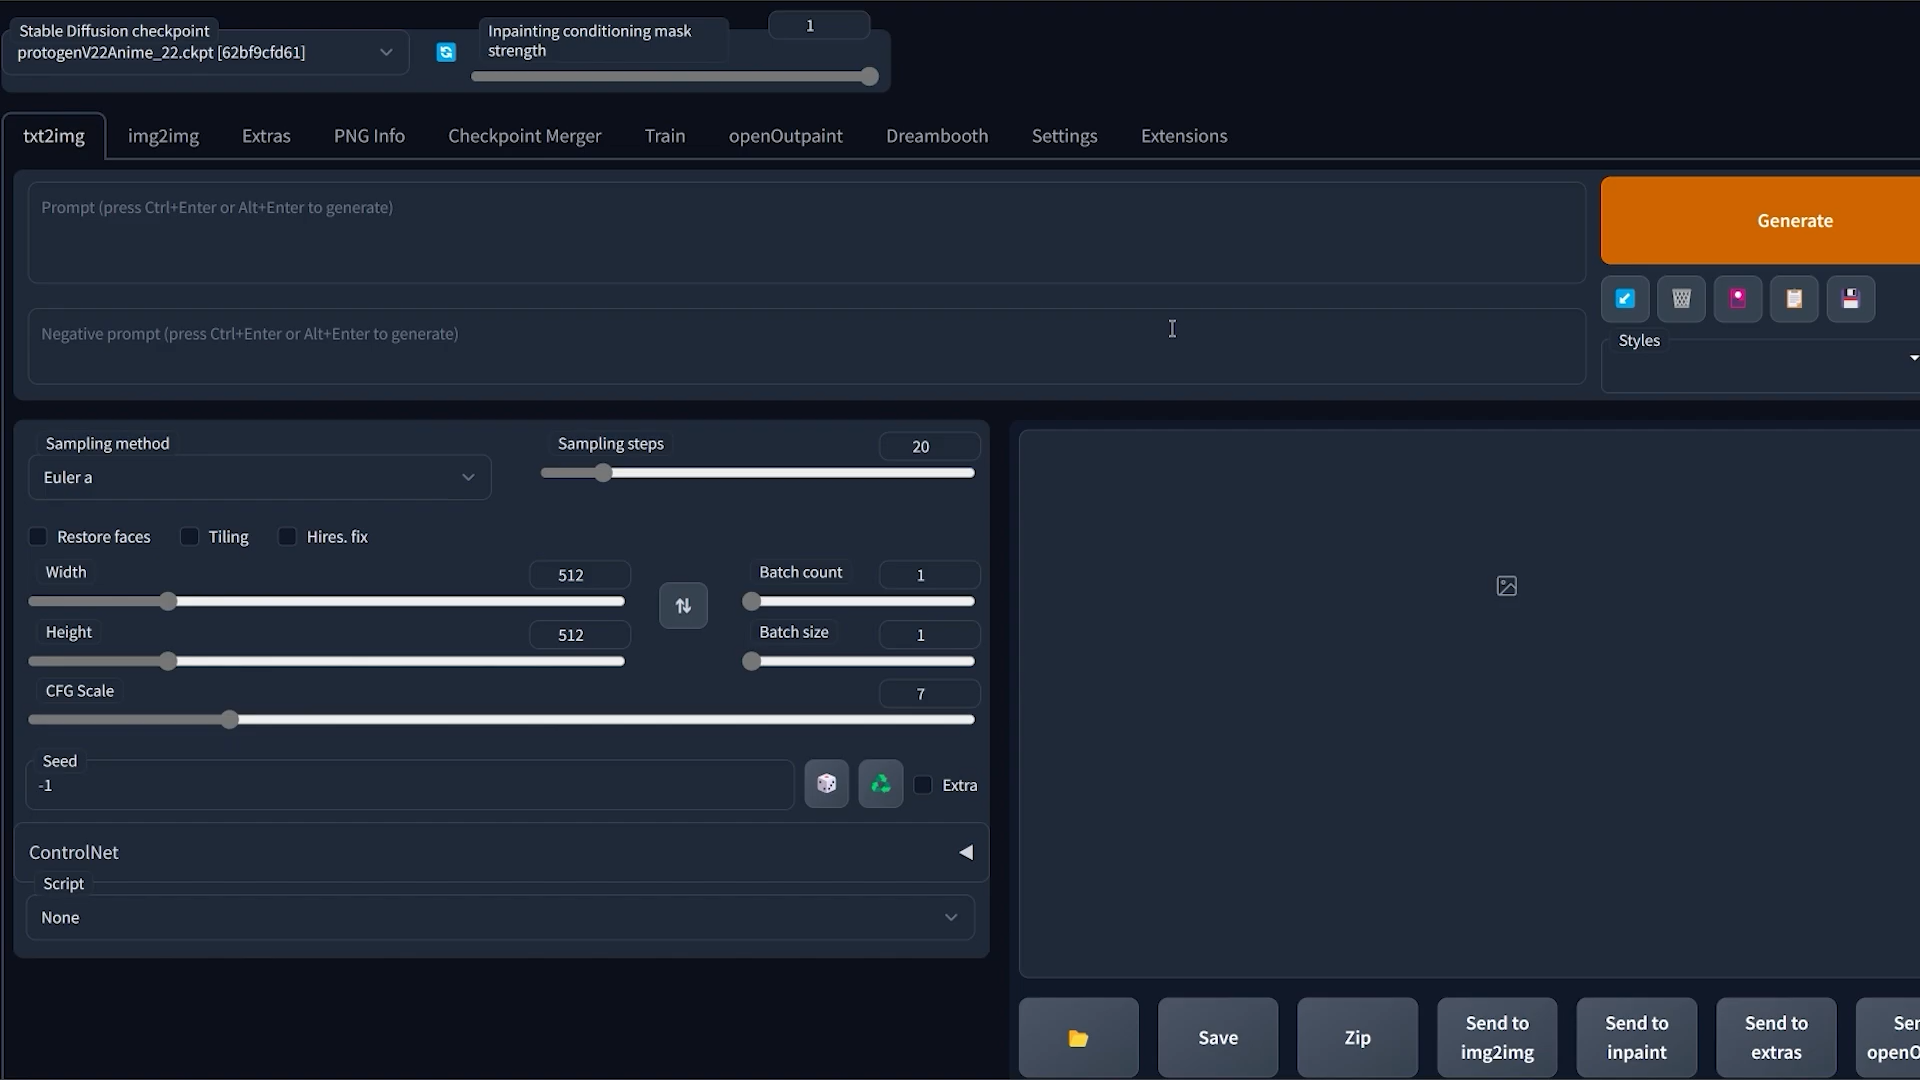 Stable Diffusion checkpoint
protogenV22Anime_22.ckpt [62bf9cfd61]
Inpainting conditioning mask
strength
1
txt2img
img2img
Extras
PNG Info
Checkpoint Merger
Train
openOutpaint
Dreambooth
Settings
Extensions
Prompt (press Ctrl+Enter or Alt+Enter to generate)
Negative prompt (press Ctrl+Enter or Alt+Enter to generate)
Generate
Styles
Sampling method
Euler a
Sampling steps
20
Restore faces
Tiling
Hires. fix
Width
512
Height
512
Batch count
1
Batch size
1
CFG Scale
7
Seed
-1
Extra
ControlNet
Script
None
Save
Zip
Send to
img2img
Send to
inpaint
Send to
extras
Ser
openO